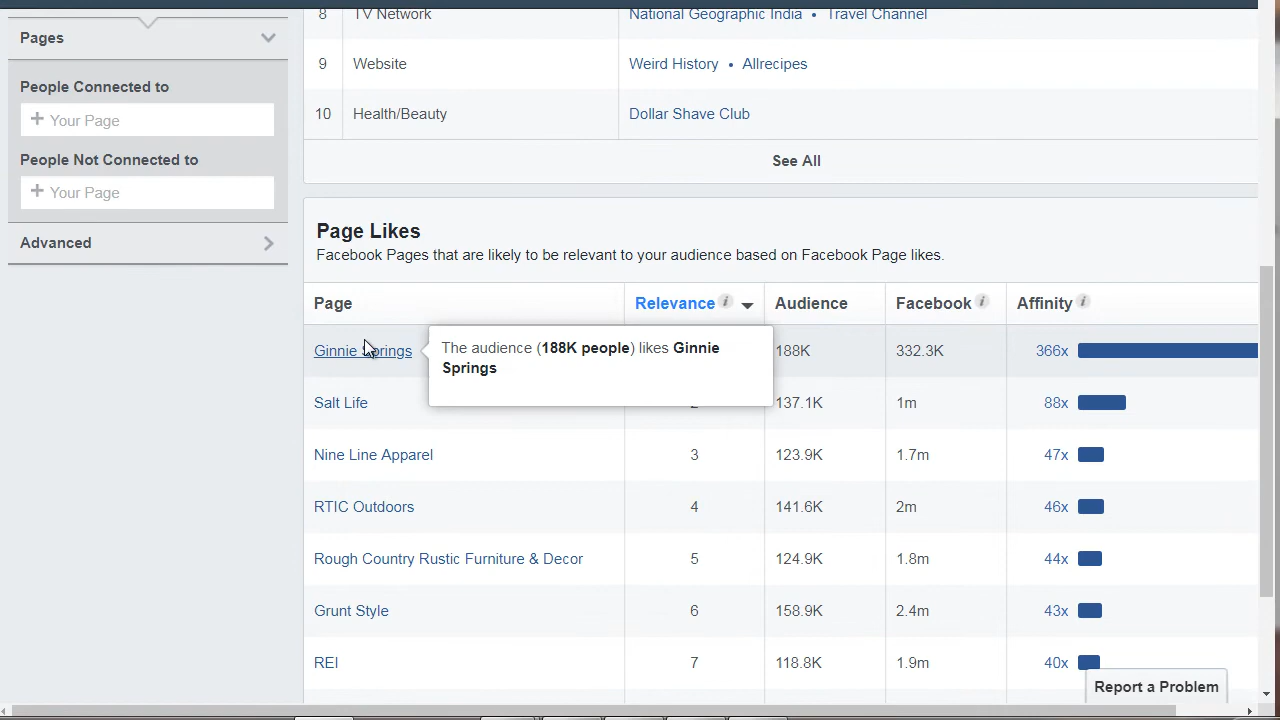 Pages
People Connected to
+ Your Page
People Not Connected to
+ Your Page
Advanced
8 TV Network National Geographic India • Travel Channel
9 Website Weird History • Allrecipes
10 Health/Beauty Dollar Shave Club
See All
Page Likes
Facebook Pages that are likely to be relevant to your audience based on Facebook Page likes.
Page Relevance i Audience Facebook i Affinity i
Ginnie Springs 188K 332.3K 366x
The audience (188K people) likes Ginnie
Springs
Salt Life 2 137.1K 1m 88x
Nine Line Apparel 3 123.9K 1.7m 47x
RTIC Outdoors 4 141.6K 2m 46x
Rough Country Rustic Furniture & Decor 5 124.9K 1.8m 44x
Grunt Style 6 158.9K 2.4m 43x
REI 7 118.8K 1.9m 40x
Report a Problem